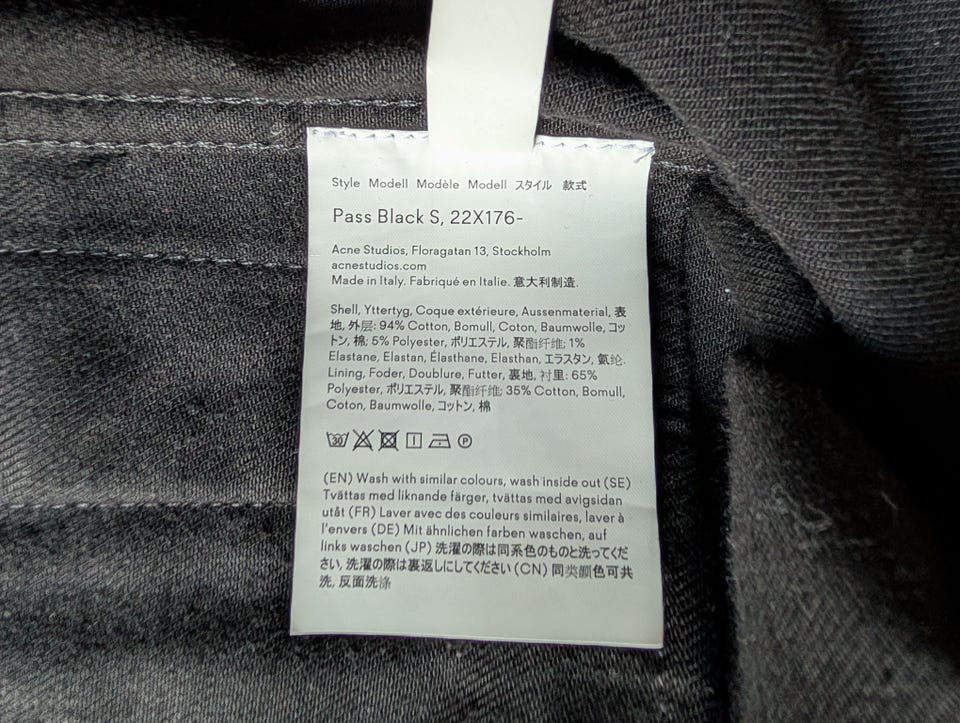 Style Modell Modèle Modell スタイル 款式
Pass Black S, 22X176-
Acne Studios, Floragatan 13, Stockholm
acnestudios.com
Made in Italy. Fabriqué en Italie. 意大利制造.
Shell, Yttertyg, Coque extérieure, Aussenmaterial, 表
地, 外层: 94% Cotton, Bomull, Coton, Baumwolle, コッ
トン, 棉; 5% Polyester, ポリエステル, 聚酯纤维; 1%
Elastane, Elastan, Élasthane, Elasthan, エラスタン, 氨纶.
Lining, Foder, Doublure, Futter, 裏地, 衬里: 65%
Polyester, ポリエステル, 聚酯纤维; 35% Cotton, Bomull,
Coton, Baumwolle, コットン, 棉
30 P
(EN) Wash with similar colours, wash inside out (SE)
Tvättas med liknande färger, tvättas med avigsidan
utåt (FR) Laver avec des couleurs similaires, laver à
l'envers (DE) Mit ähnlichen farben waschen, auf
links waschen (JP) 洗濯の際は同系色のものと洗ってくだ
さい, 洗濯の際は裏返しにしてください (CN) 同类颜色可共
洗, 反面洗涤